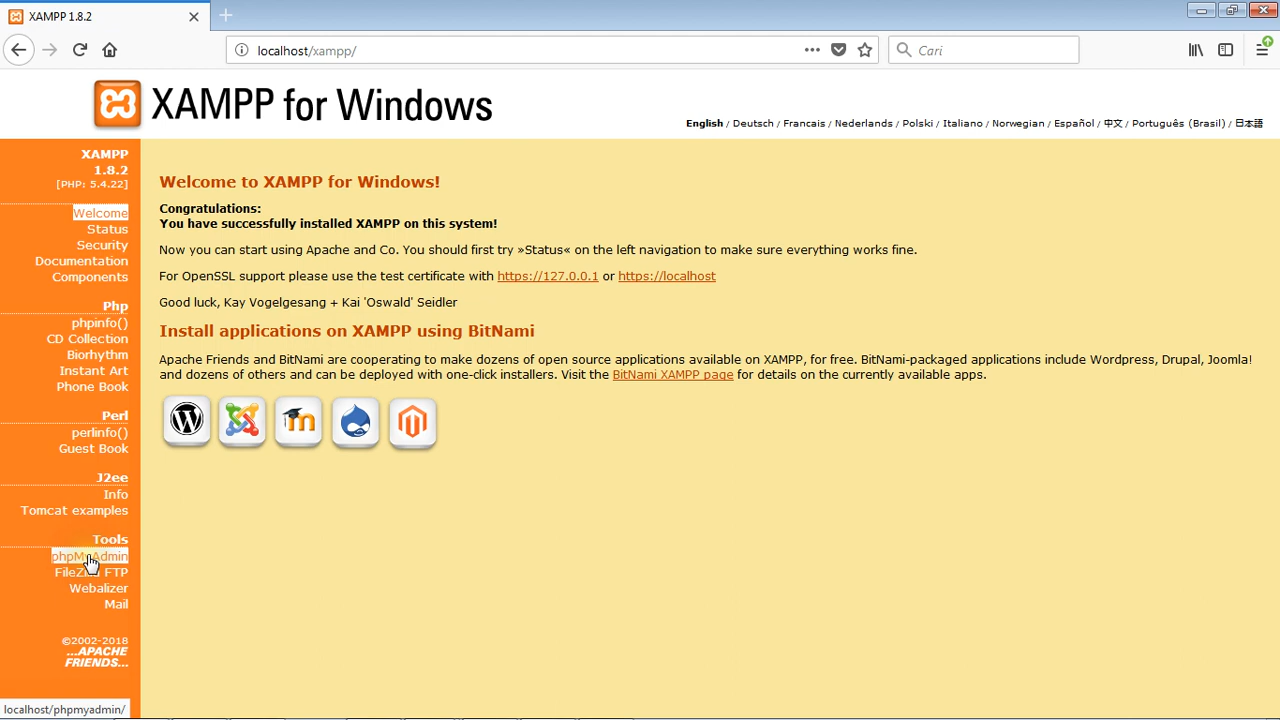 XAMPP 1.8.2
localhost/xampp/
Cari
XAMPP for Windows
English / Deutsch / Francais / Nederlands / Polski / Italiano / Norwegian / Español / 中文 / Português (Brasil) / 日本語
XAMPP
1.8.2
[PHP: 5.4.22]
Welcome
Status
Security
Documentation
Components
Php
phpinfo()
CD Collection
Biorhythm
Instant Art
Phone Book
Perl
perlinfo()
Guest Book
J2ee
Info
Tomcat examples
Tools
phpMyAdmin
FileZilla FTP
Webalizer
Mail
©2002-2018
...APACHE
FRIENDS...
localhost/phpmyadmin/
Welcome to XAMPP for Windows!
Congratulations:
You have successfully installed XAMPP on this system!
Now you can start using Apache and Co. You should first try »Status« on the left navigation to make sure everything works fine.
For OpenSSL support please use the test certificate with https://127.0.0.1 or https://localhost
Good luck, Kay Vogelgesang + Kai 'Oswald' Seidler
Install applications on XAMPP using BitNami
Apache Friends and BitNami are cooperating to make dozens of open source applications available on XAMPP, for free. BitNami-packaged applications include Wordpress, Drupal, Joomla!
and dozens of others and can be deployed with one-click installers. Visit the BitNami XAMPP page for details on the currently available apps.